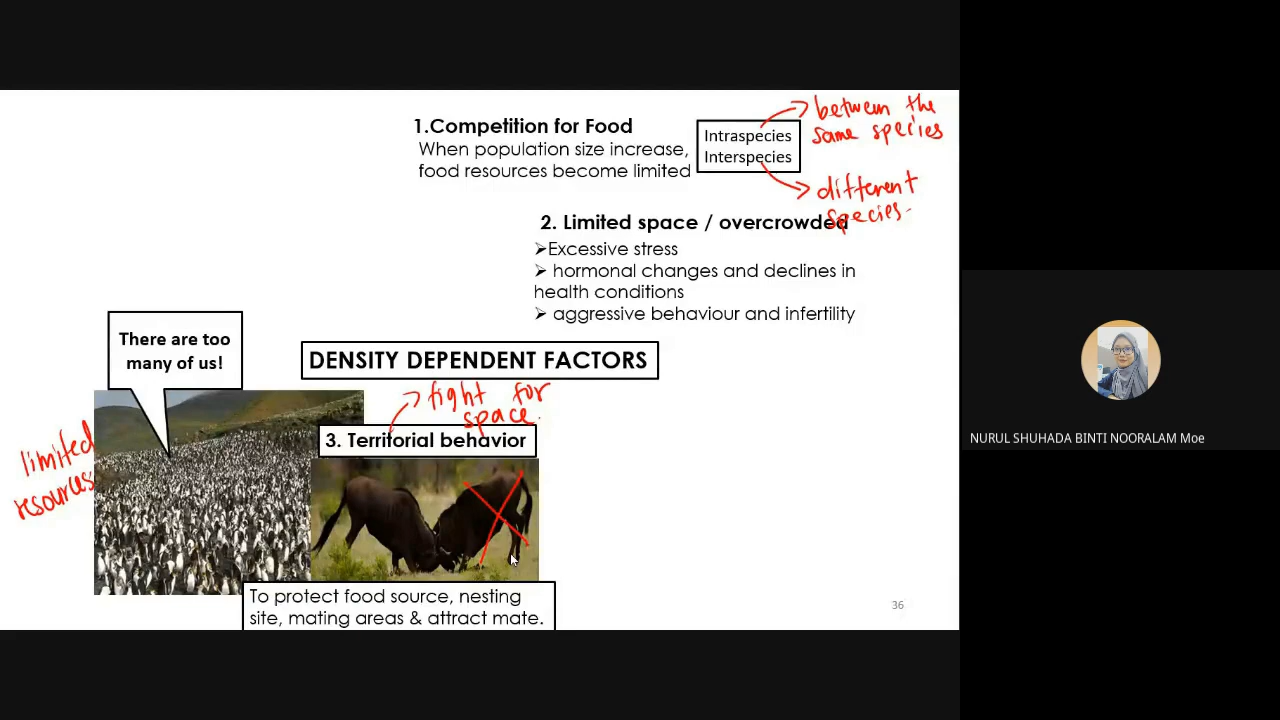 1.Competition for Food
When population size increase,
food resources become limited
Intraspecies
Interspecies
between the
same species
different
species.
2. Limited space / overcrowded
➢Excessive stress
➢ hormonal changes and declines in
health conditions
➢ aggressive behaviour and infertility
There are too
many of us!
DENSITY DEPENDENT FACTORS
fight for
space.
3. Territorial behavior
limited
resources
To protect food source, nesting
site, mating areas & attract mate.
36
NURUL SHUHADA BINTI NOORALAM Moe